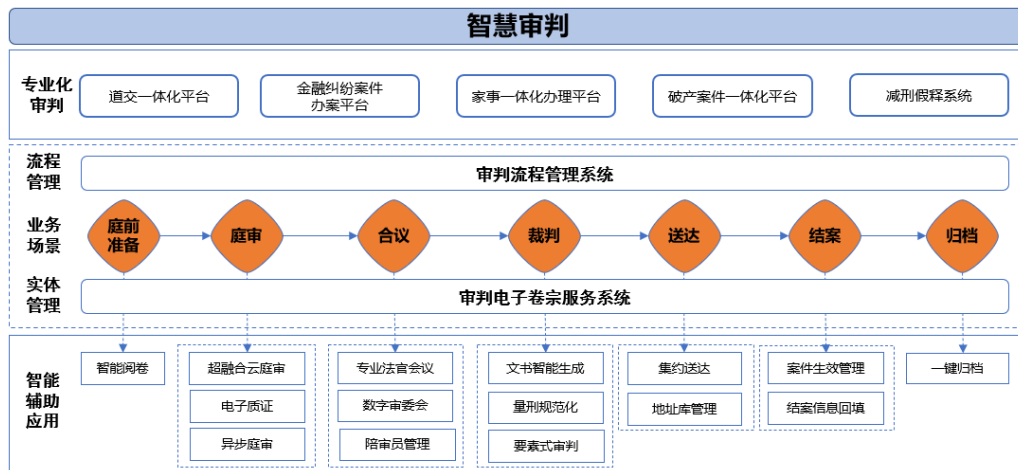 智慧审判
专业化
审判
道交一体化平台
金融纠纷案件
办案平台
家事一体化办理平台
破产案件一体化平台
减刑假释系统
流程
管理
审判流程管理系统
业务
场景
庭前
准备
庭审
合议
裁判
送达
结案
归档
实体
管理
审判电子卷宗服务系统
智能
辅助
应用
智能阅卷
超融合云庭审
电子质证
异步庭审
专业法官会议
数字审委会
陪审员管理
文书智能生成
量刑规范化
要素式审判
集约送达
地址库管理
案件生效管理
结案信息回填
一键归档